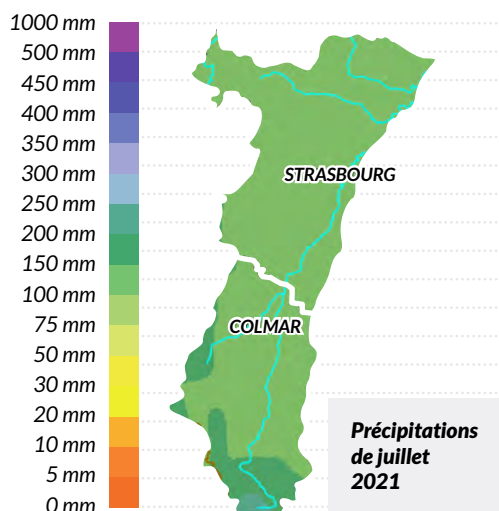 1000 mm
500 mm
450 mm
400 mm
350 mm
300 mm
250 mm
200 mm
150 mm
100 mm
75 mm
50 mm
30 mm
20 mm
10 mm
5 mm
0 mm
STRASBOURG
COLMAR
Précipitations
de juillet
2021